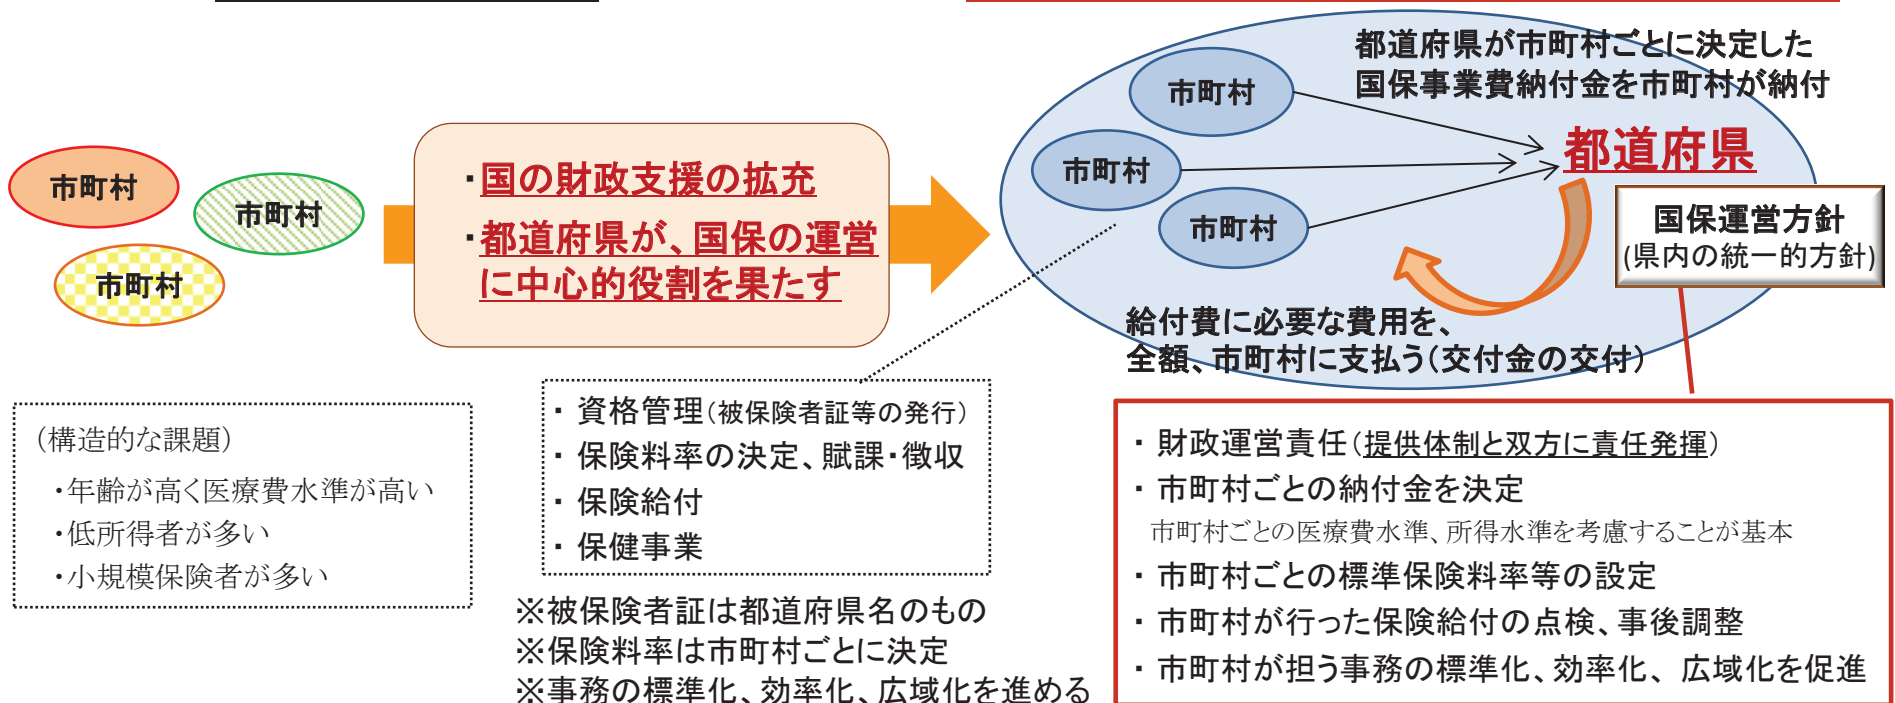 市町村
市町村
市町村
・国の財政支援の拡充
・都道府県が、国保の運営
に中心的役割を果たす
都道府県が市町村ごとに決定した
国保事業費納付金を市町村が納付
市町村
市町村
市町村
都道府県
国保運営方針
(県内の統一的方針)
給付費に必要な費用を、
全額、市町村に支払う(交付金の交付)
(構造的な課題)
・年齢が高く医療費水準が高い
・低所得者が多い
・小規模保険者が多い
・ 資格管理(被保険者証等の発行)
・ 保険料率の決定、賦課・徴収
・ 保険給付
・ 保健事業
※被保険者証は都道府県名のもの
※保険料率は市町村ごとに決定
※事務の標準化、効率化、広域化を進める
・ 財政運営責任(提供体制と双方に責任発揮)
・ 市町村ごとの納付金を決定
市町村ごとの医療費水準、所得水準を考慮することが基本
・ 市町村ごとの標準保険料率等の設定
・ 市町村が行った保険給付の点検、事後調整
・ 市町村が担う事務の標準化、効率化、広域化を促進